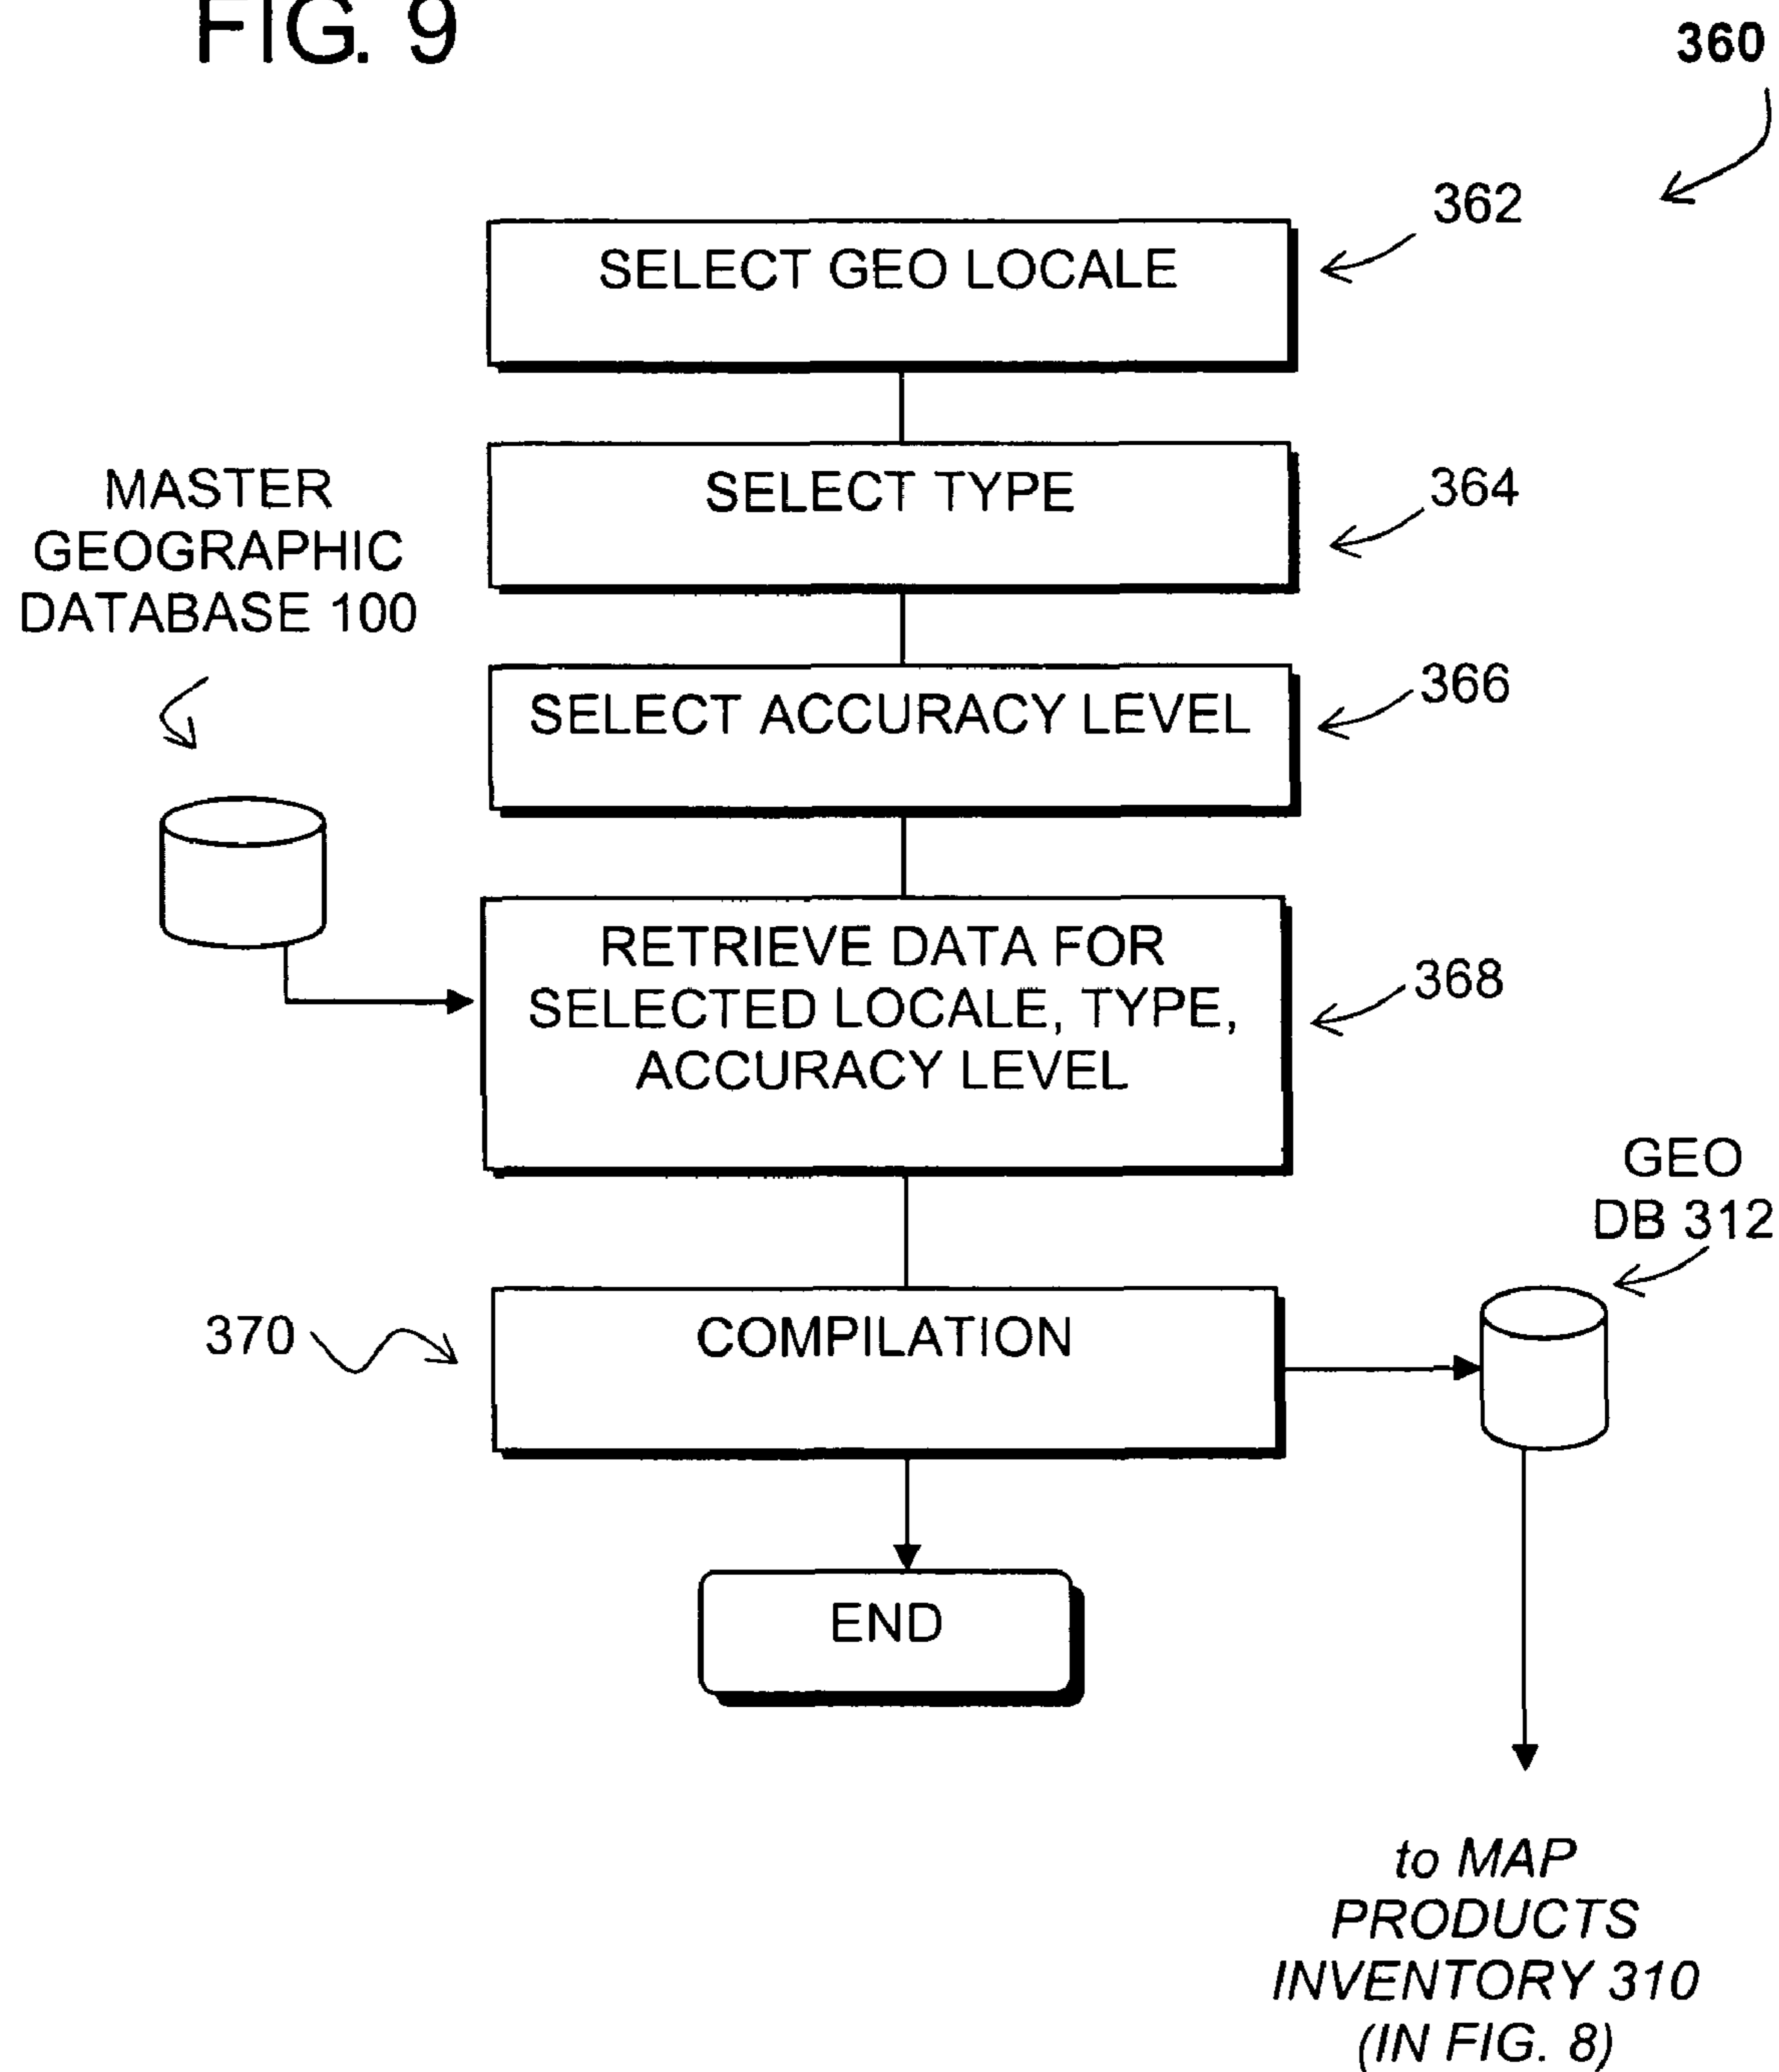 FIG. 9
360
362
SELECT GEO LOCALE
364
SELECT TYPE
MASTER
GEOGRAPHIC
DATABASE 100
366
SELECT ACCURACY LEVEL
368
RETRIEVE DATA FOR
SELECTED LOCALE, TYPE,
ACCURACY LEVEL
GEO
DB 312
370
COMPILATION
END
to MAP
PRODUCTS
INVENTORY 310
(IN FIG. 8)